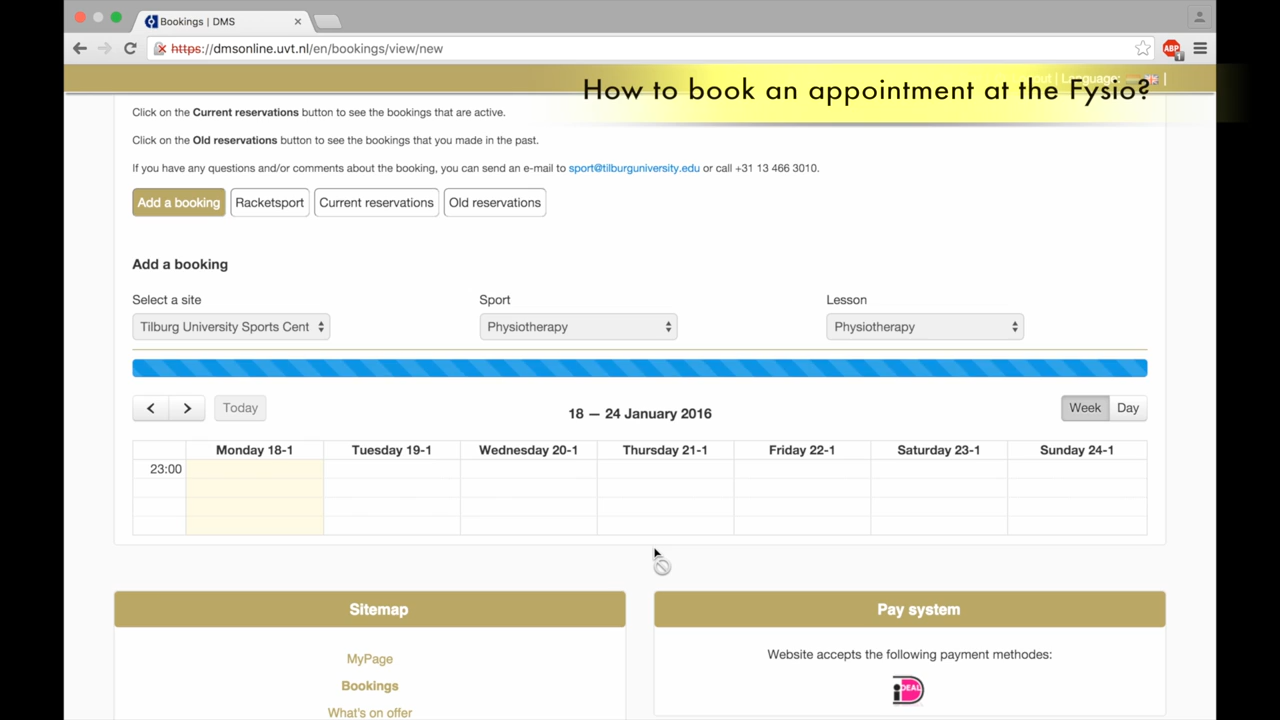 Bookings | DMS
https://dmsonline.uvt.nl/en/bookings/view/new
ABP
1
Language:
How to book an appointment at the Fysio?
Click on the Current reservations button to see the bookings that are active.
Click on the Old reservations button to see the bookings that you made in the past.
If you have any questions and/or comments about the booking, you can send an e-mail to sport@tilburguniversity.edu or call +31 13 466 3010.
Add a booking Racketsport Current reservations Old reservations
Add a booking
Select a site Sport Lesson
Tilburg University Sports Cent Physiotherapy Physiotherapy
Today 18 — 24 January 2016 Week Day
Monday 18-1 Tuesday 19-1 Wednesday 20-1 Thursday 21-1 Friday 22-1 Saturday 23-1 Sunday 24-1
23:00
Sitemap Pay system
MyPage Website accepts the following payment methodes:
Bookings iDEAL
What's on offer